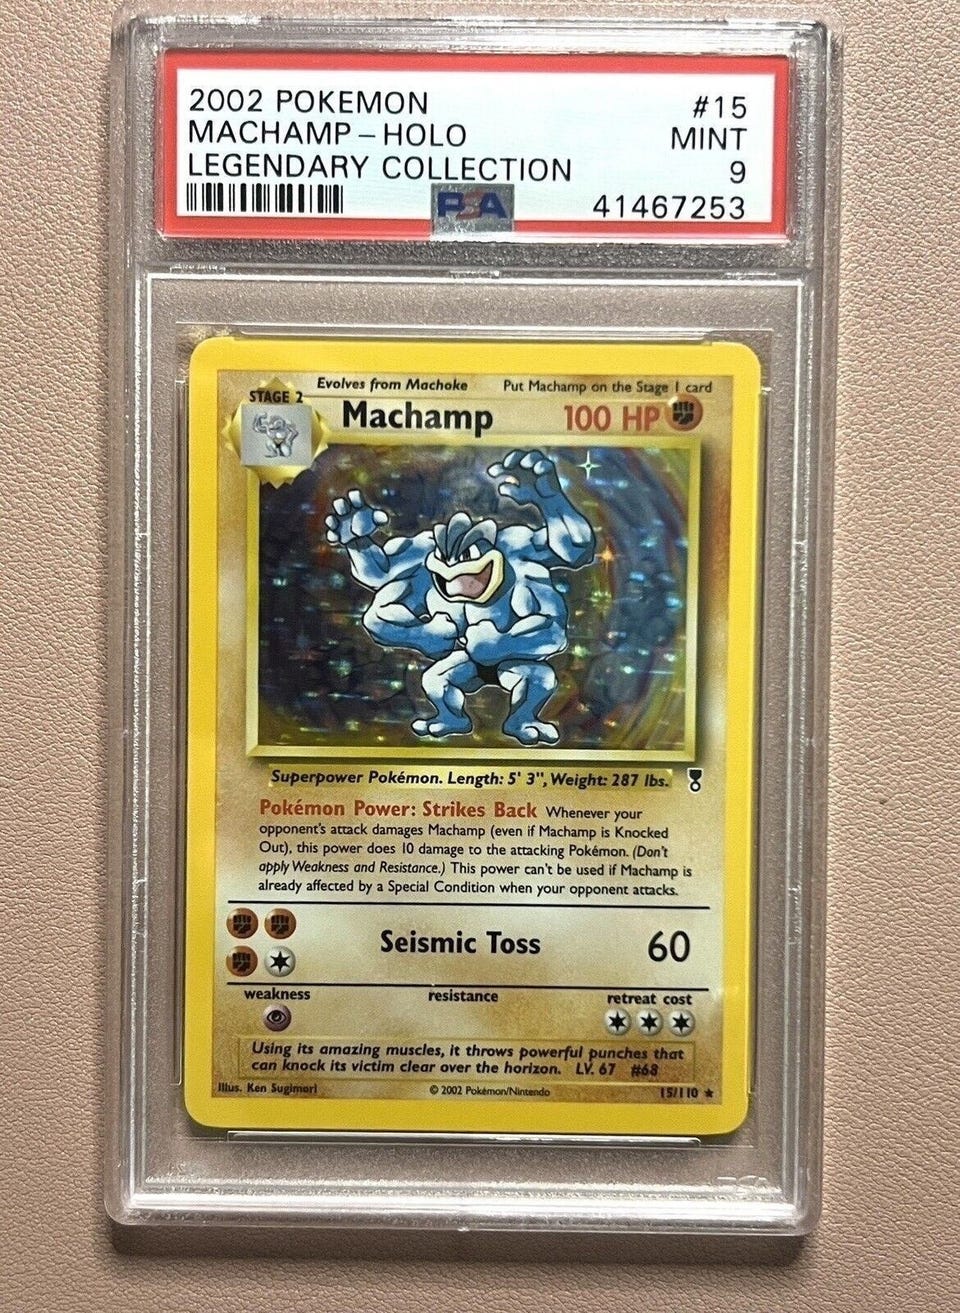 2002 POKEMON #15
MACHAMP - HOLO MINT
LEGENDARY COLLECTION 9
PSA 41467253
Evolves from Machoke Put Machamp on the Stage 1 card
STAGE 2
Machamp 100 HP
Superpower Pokémon. Length: 5' 3", Weight: 287 lbs.
Pokémon Power: Strikes Back Whenever your
opponent's attack damages Machamp (even if Machamp is Knocked
Out), this power does 10 damage to the attacking Pokémon. (Don't
apply Weakness and Resistance.) This power can't be used if Machamp is
already affected by a Special Condition when your opponent attacks.
Seismic Toss 60
weakness resistance retreat cost
Using its amazing muscles, it throws powerful punches that
can knock its victim clear over the horizon. LV. 67 #68
Illus. Ken Sugimori © 2002 Pokémon/Nintendo 15/110